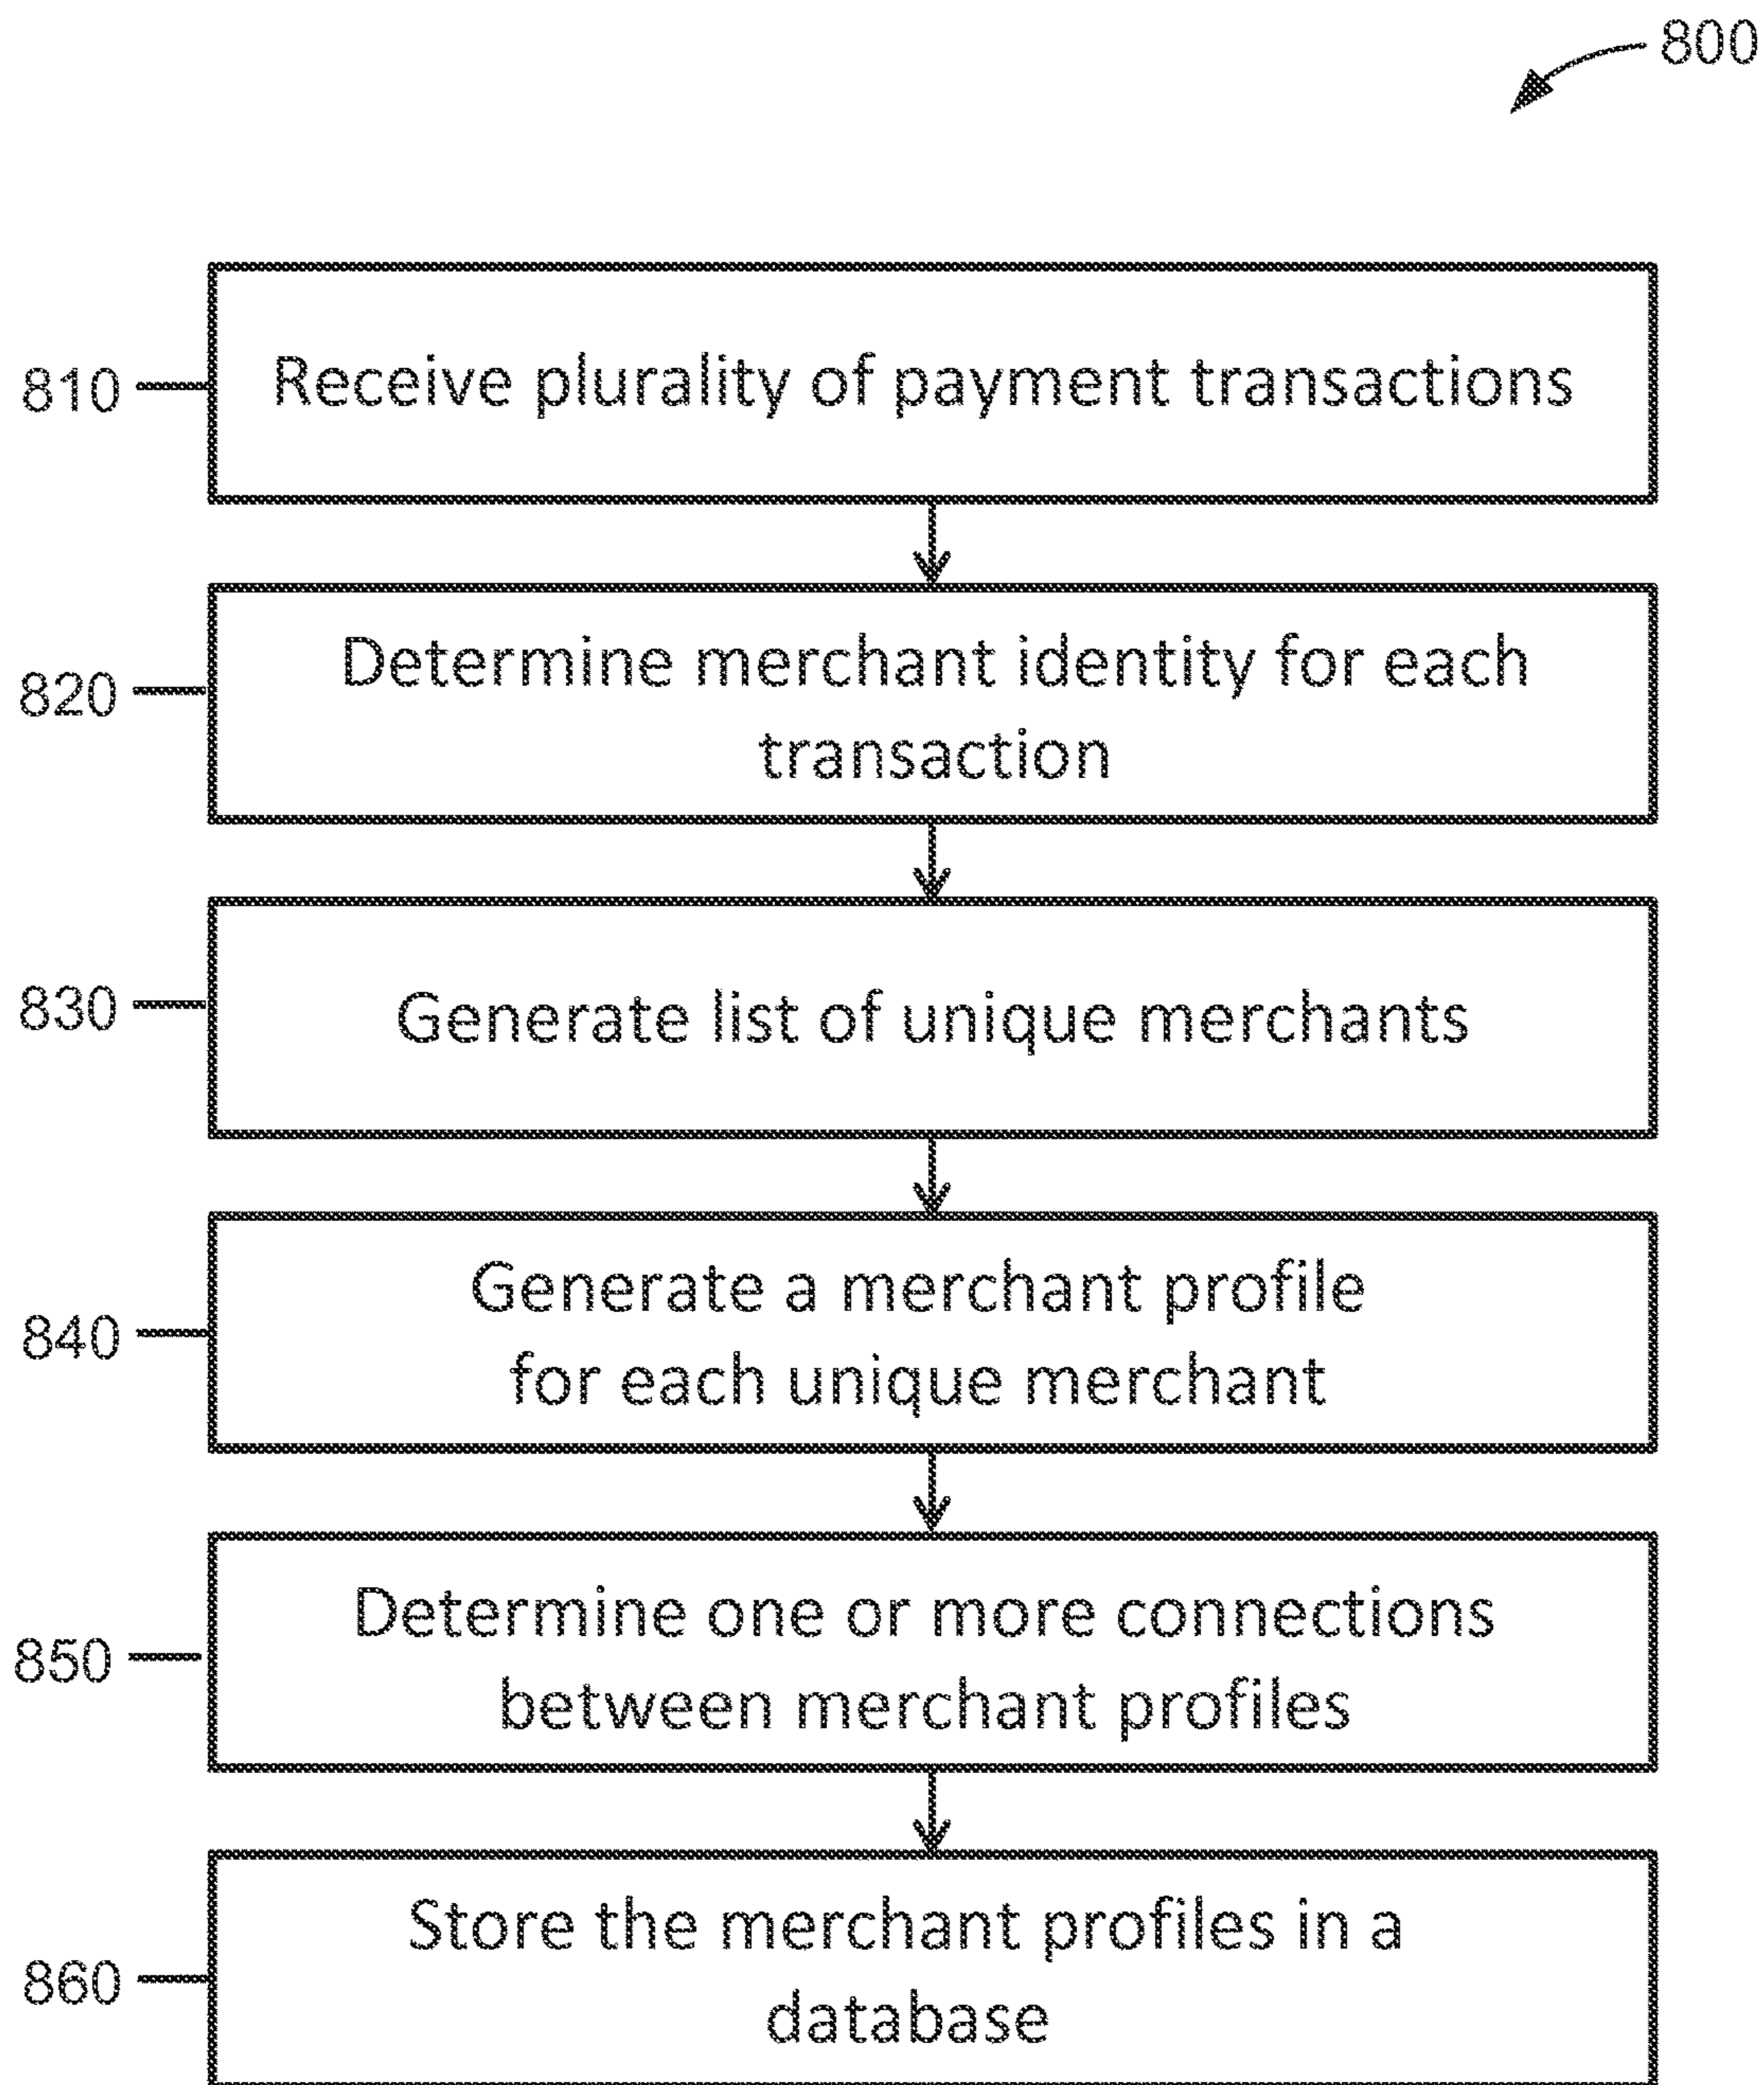 800
810
Receive plurality of payment transactions
820
Determine merchant identity for each
transaction
830
Generate list of unique merchants
840
Generate a merchant profile
for each unique merchant
850
Determine one or more connections
between merchant profiles
860
Store the merchant profiles in a
database